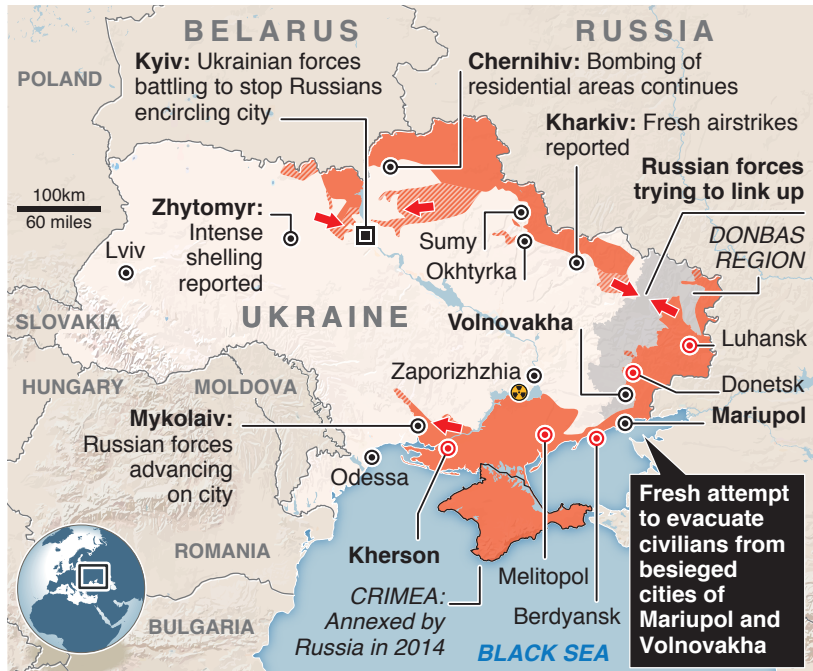 BELARUS
RUSSIA
POLAND
Kyiv: Ukrainian forces
battling to stop Russians
encircling city
Chernihiv: Bombing of
residential areas continues
Kharkiv: Fresh airstrikes
reported
Russian forces
trying to link up
100km
60 miles
Zhytomyr:
Intense
shelling
reported
Lviv
Sumy
Okhtyrka
DONBAS
REGION
SLOVAKIA
UKRAINE
Volnovakha
Luhansk
HUNGARY
MOLDOVA
Zaporizhzhia
Donetsk
Mykolaiv:
Russian forces
advancing
on city
Mariupol
Odessa
Fresh attempt
to evacuate
civilians from
besieged
cities of
Mariupol and
Volnovakha
ROMANIA
Kherson
Melitopol
CRIMEA:
Annexed by
Russia in 2014
Berdyansk
BULGARIA
BLACK SEA